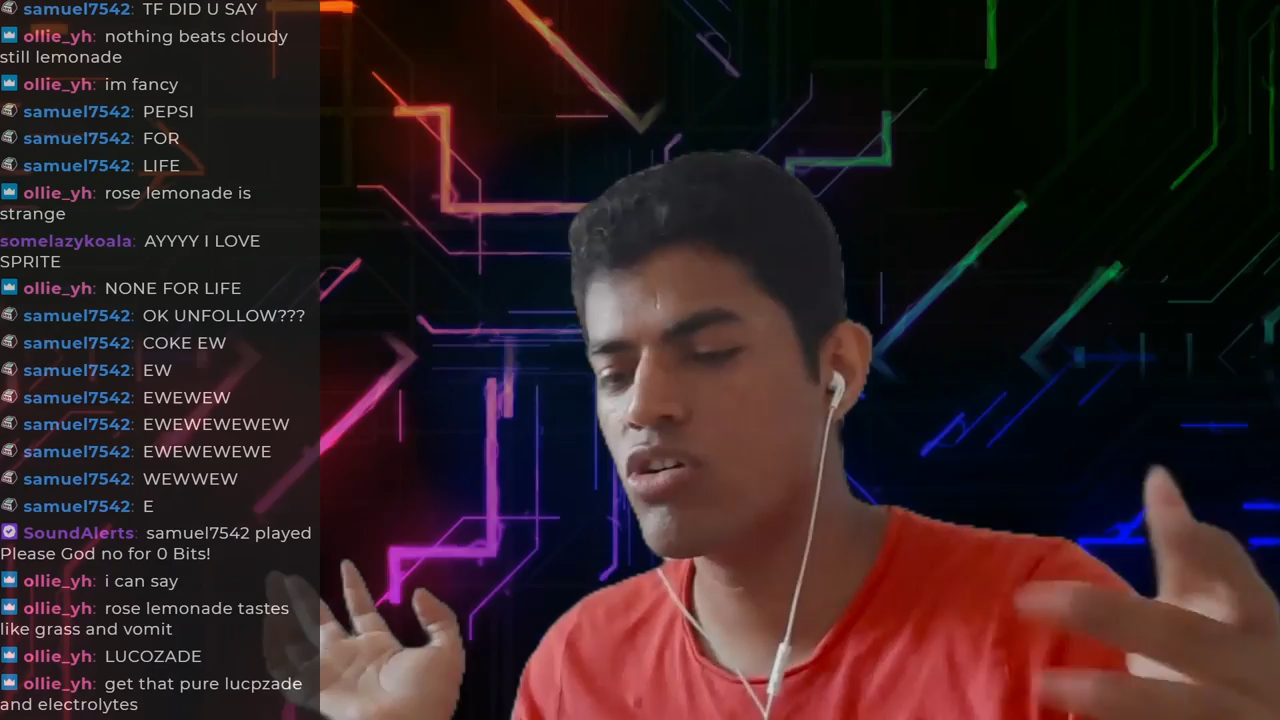 samuel7542: TF DID U SAY
ollie_yh: nothing beats cloudy
still lemonade
ollie_yh: im fancy
samuel7542: PEPSI
samuel7542: FOR
samuel7542: LIFE
ollie_yh: rose lemonade is
strange
somelazykoala: AYYYY I LOVE
SPRITE
ollie_yh: NONE FOR LIFE
samuel7542: OK UNFOLLOW???
samuel7542: COKE EW
samuel7542: EW
samuel7542: EWEWEW
samuel7542: EWEWEWEWEW
samuel7542: EWEWEWEWE
samuel7542: WEWWEW
samuel7542: E
SoundAlerts: samuel7542 played
Please God no for 0 Bits!
ollie_yh: i can say
ollie_yh: rose lemonade tastes
like grass and vomit
ollie_yh: LUCOZADE
ollie_yh: get that pure lucpzade
and electrolytes